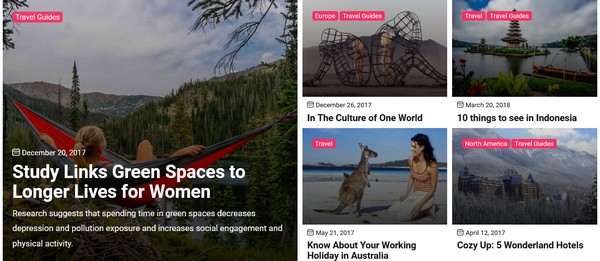 Travel Guides
December 20, 2017
Study Links Green Spaces to
Longer Lives for Women
Research suggests that spending time in green spaces decreases
depression and pollution exposure and increases social engagement and
physical activity.
Europe Travel Guides
December 26, 2017
In The Culture of One World
Travel Travel Guides
March 20, 2018
10 things to see in Indonesia
Travel
May 21, 2017
Know About Your Working
Holiday in Australia
North America Travel Guides
April 12, 2017
Cozy Up: 5 Wonderland Hotels